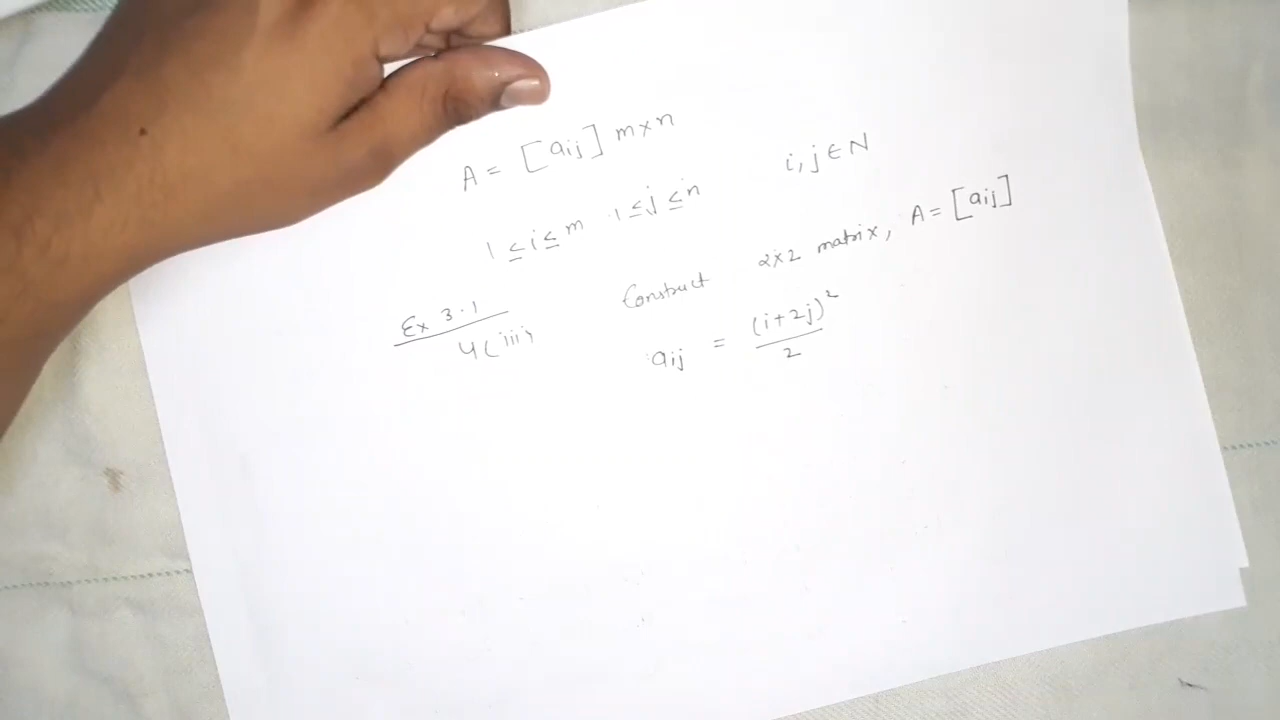 A = [aij] m×n
1 ≤ i ≤ m 1 ≤ j ≤ n i, j ∈ N
Ex 3.1
4(iii)
Construct 2×2 matrix, A = [aij]
aij = (i+2j)²/2